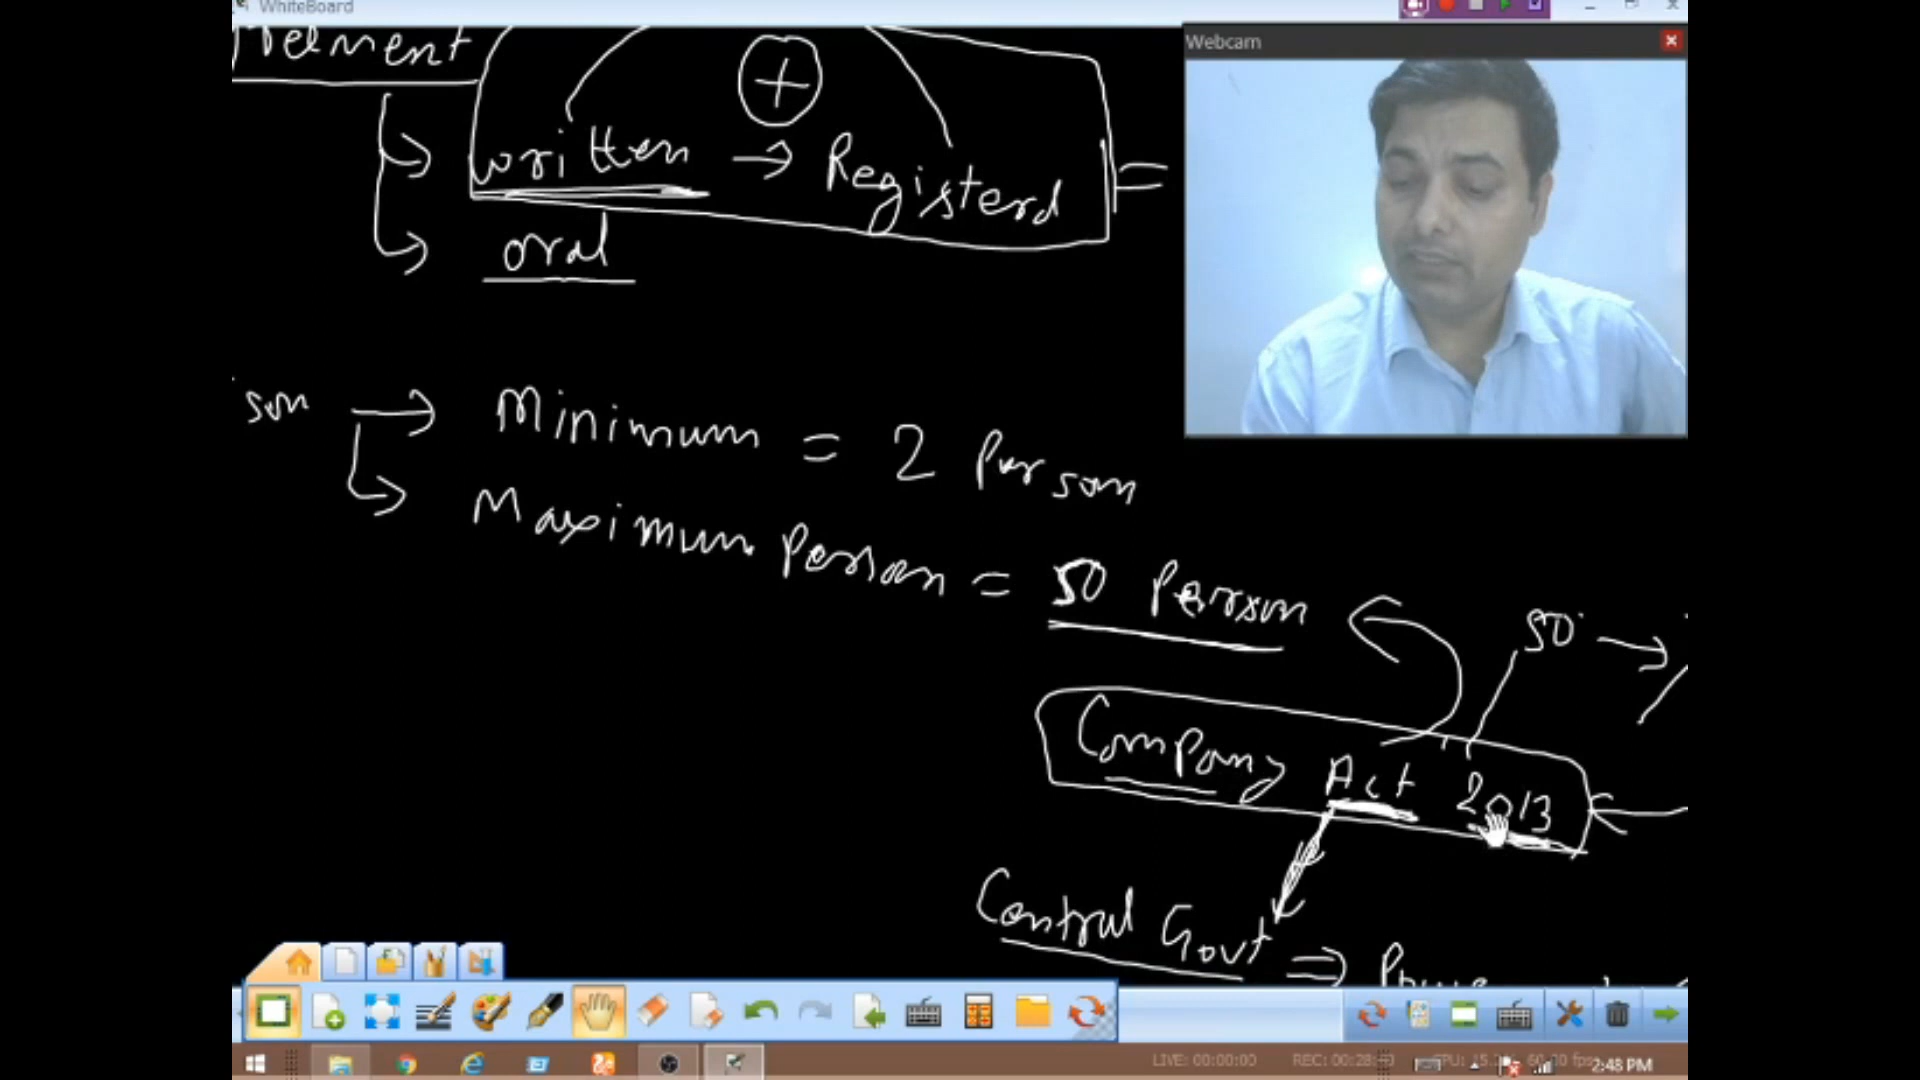 WhiteBoard
Webcam
written → Registerd =
oral
son → Minimum = 2 Person
Maximum Person = 50 Person
50 →
Company Act 2013
Central Govt ⇒
LIVE: 00:00:00
2:48 PM